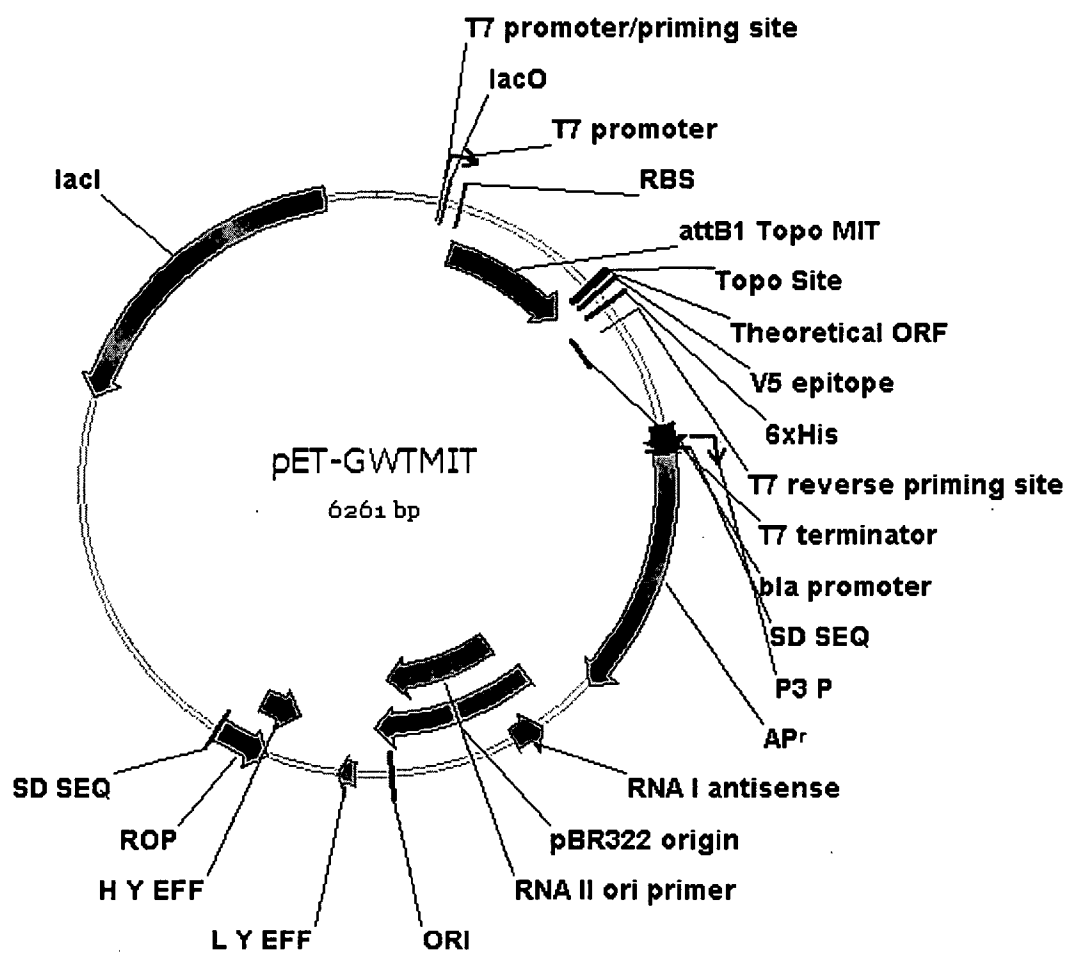 T7 promoter/priming site
lacO
T7 promoter
lacI
RBS
attB1 Topo MIT
Topo Site
Theoretical ORF
V5 epitope
6xHis
pET-GWTMIT
T7 reverse priming site
6261 bp
T7 terminator
bla promoter
SD SEQ
P3 P
APr
SD SEQ
RNA I antisense
ROP
pBR322 origin
H Y EFF
RNA II ori primer
L Y EFF
ORI